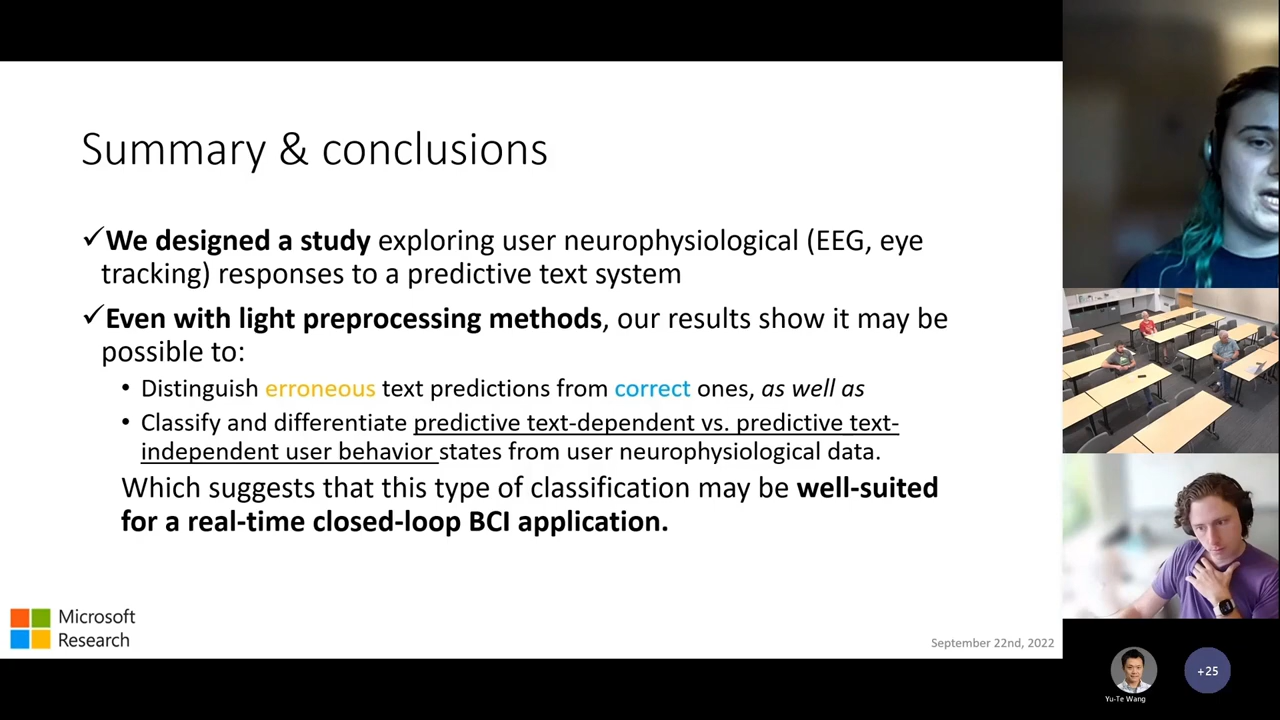 Summary & conclusions
✓We designed a study exploring user neurophysiological (EEG, eye
tracking) responses to a predictive text system
✓Even with light preprocessing methods, our results show it may be
possible to:
• Distinguish erroneous text predictions from correct ones, as well as
• Classify and differentiate predictive text-dependent vs. predictive text-
independent user behavior states from user neurophysiological data.
Which suggests that this type of classification may be well-suited
for a real-time closed-loop BCI application.
Microsoft
Research
September 22nd, 2022
Yu-Te Wang
+25